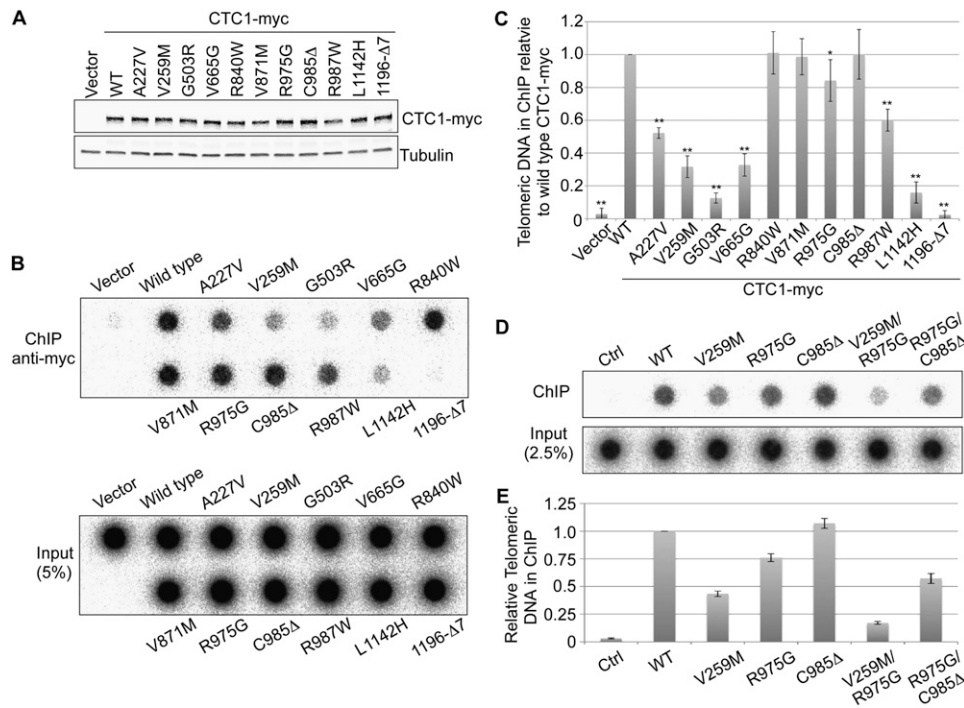 A
CTC1-myc
Vector WT A227V V259M G503R V665G R840W V871M R975G C985Δ R987W L1142H 1196-Δ7
CTC1-myc
Tubulin
B
Vector Wild type A227V V259M G503R V665G R840W
ChIP
anti-myc
V871M R975G C985Δ R987W L1142H 1196-Δ7
Vector Wild type A227V V259M G503R V665G R840W
Input
(5%)
V871M R975G C985Δ R987W L1142H 1196-Δ7
C
Telomeric DNA in ChIP relatvie
to wild type CTC1-myc
1.2
1.0
0.8
0.6
0.4
0.2
0
** ** ** ** ** * ** ** **
Vector WT A227V V259M G503R V665G R840W V871M R975G C985Δ R987W L1142H 1196-Δ7
CTC1-myc
D
Ctrl WT V259M R975G C985Δ V259M/
R975G R975G/
C985Δ
ChIP
Input
(2.5%)
E
Relative Telomeric
DNA in ChIP
1.25
1.0
0.75
0.5
0.25
0
Ctrl WT V259M R975G C985Δ V259M/
R975G R975G/
C985Δ